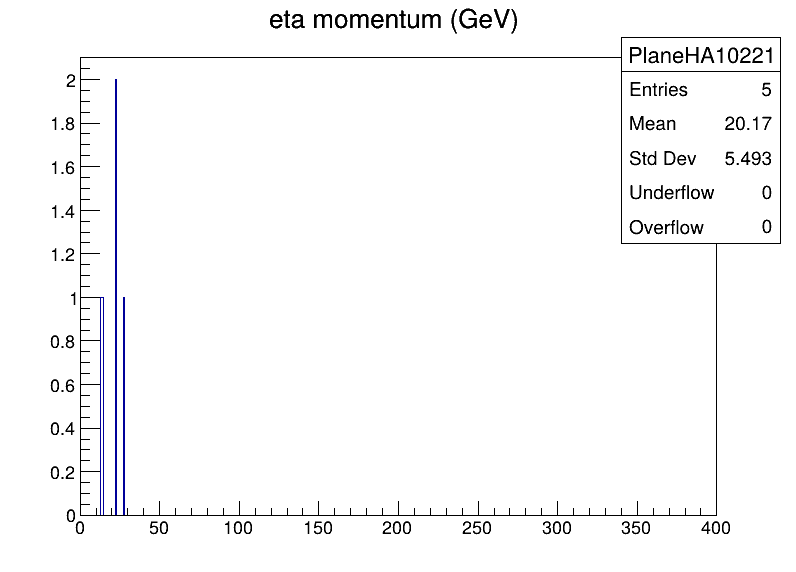 eta momentum (GeV)
PlaneHA10221
Entries 5
Mean 20.17
Std Dev 5.493
Underflow 0
Overflow 0
2
1.8
1.6
1.4
1.2
1
0.8
0.6
0.4
0.2
0
0 50 100 150 200 250 300 350 400